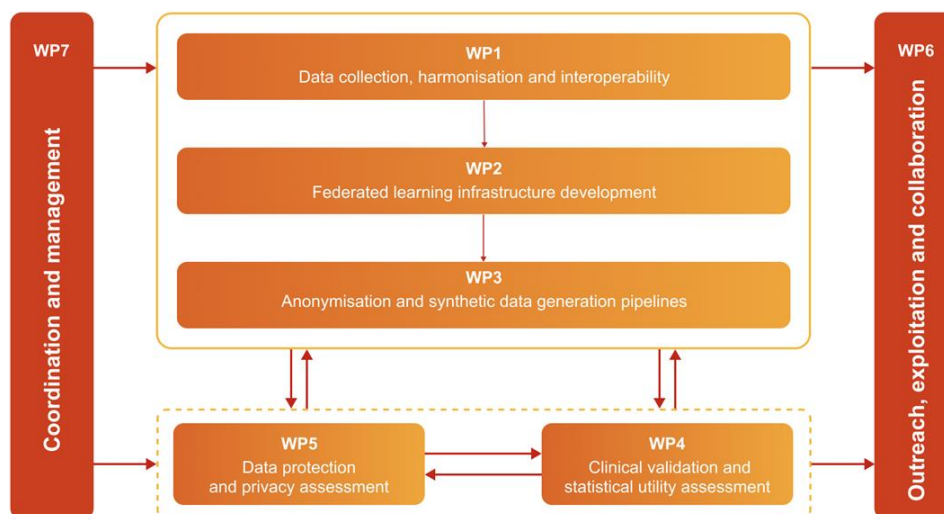 WP7
Coordination and management
WP1
Data collection, harmonisation and interoperability
WP2
Federated learning infrastructure development
WP3
Anonymisation and synthetic data generation pipelines
WP5
Data protection
and privacy assessment
WP4
Clinical validation and
statistical utility assessment
WP6
Outreach, exploitation and collaboration